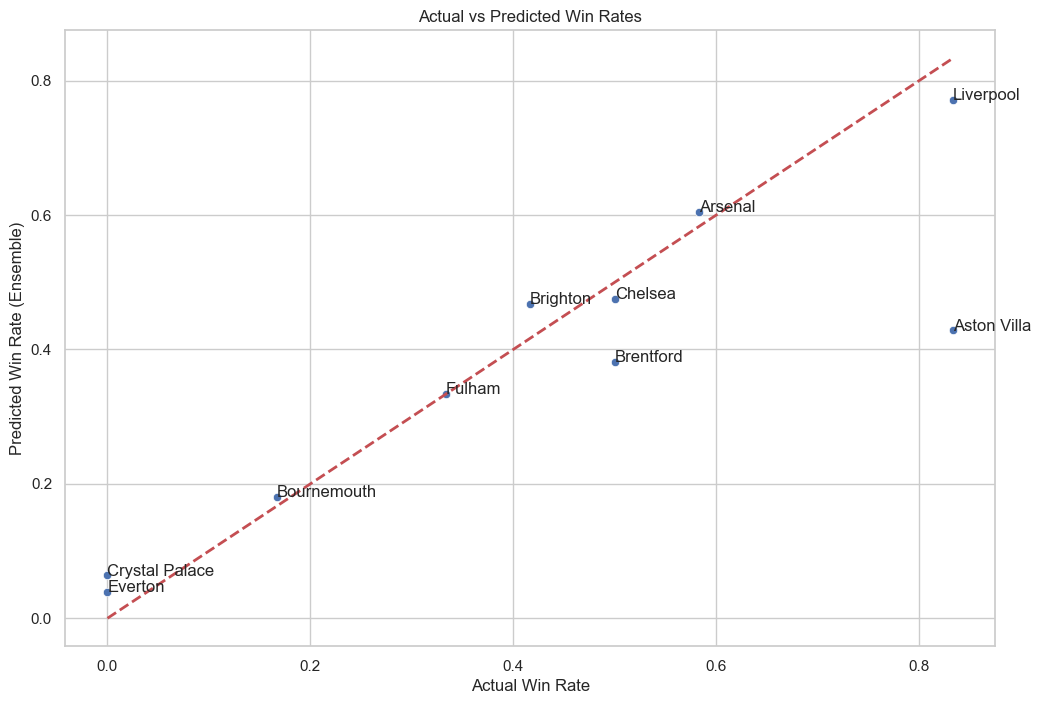 Actual vs Predicted Win Rates
Predicted Win Rate (Ensemble)
0.8
0.6
0.4
0.2
0.0
Liverpool
Arsenal
Brighton
Chelsea
Aston Villa
Brentford
Fulham
Bournemouth
Crystal Palace
Everton
0.0 0.2 0.4 0.6 0.8
Actual Win Rate